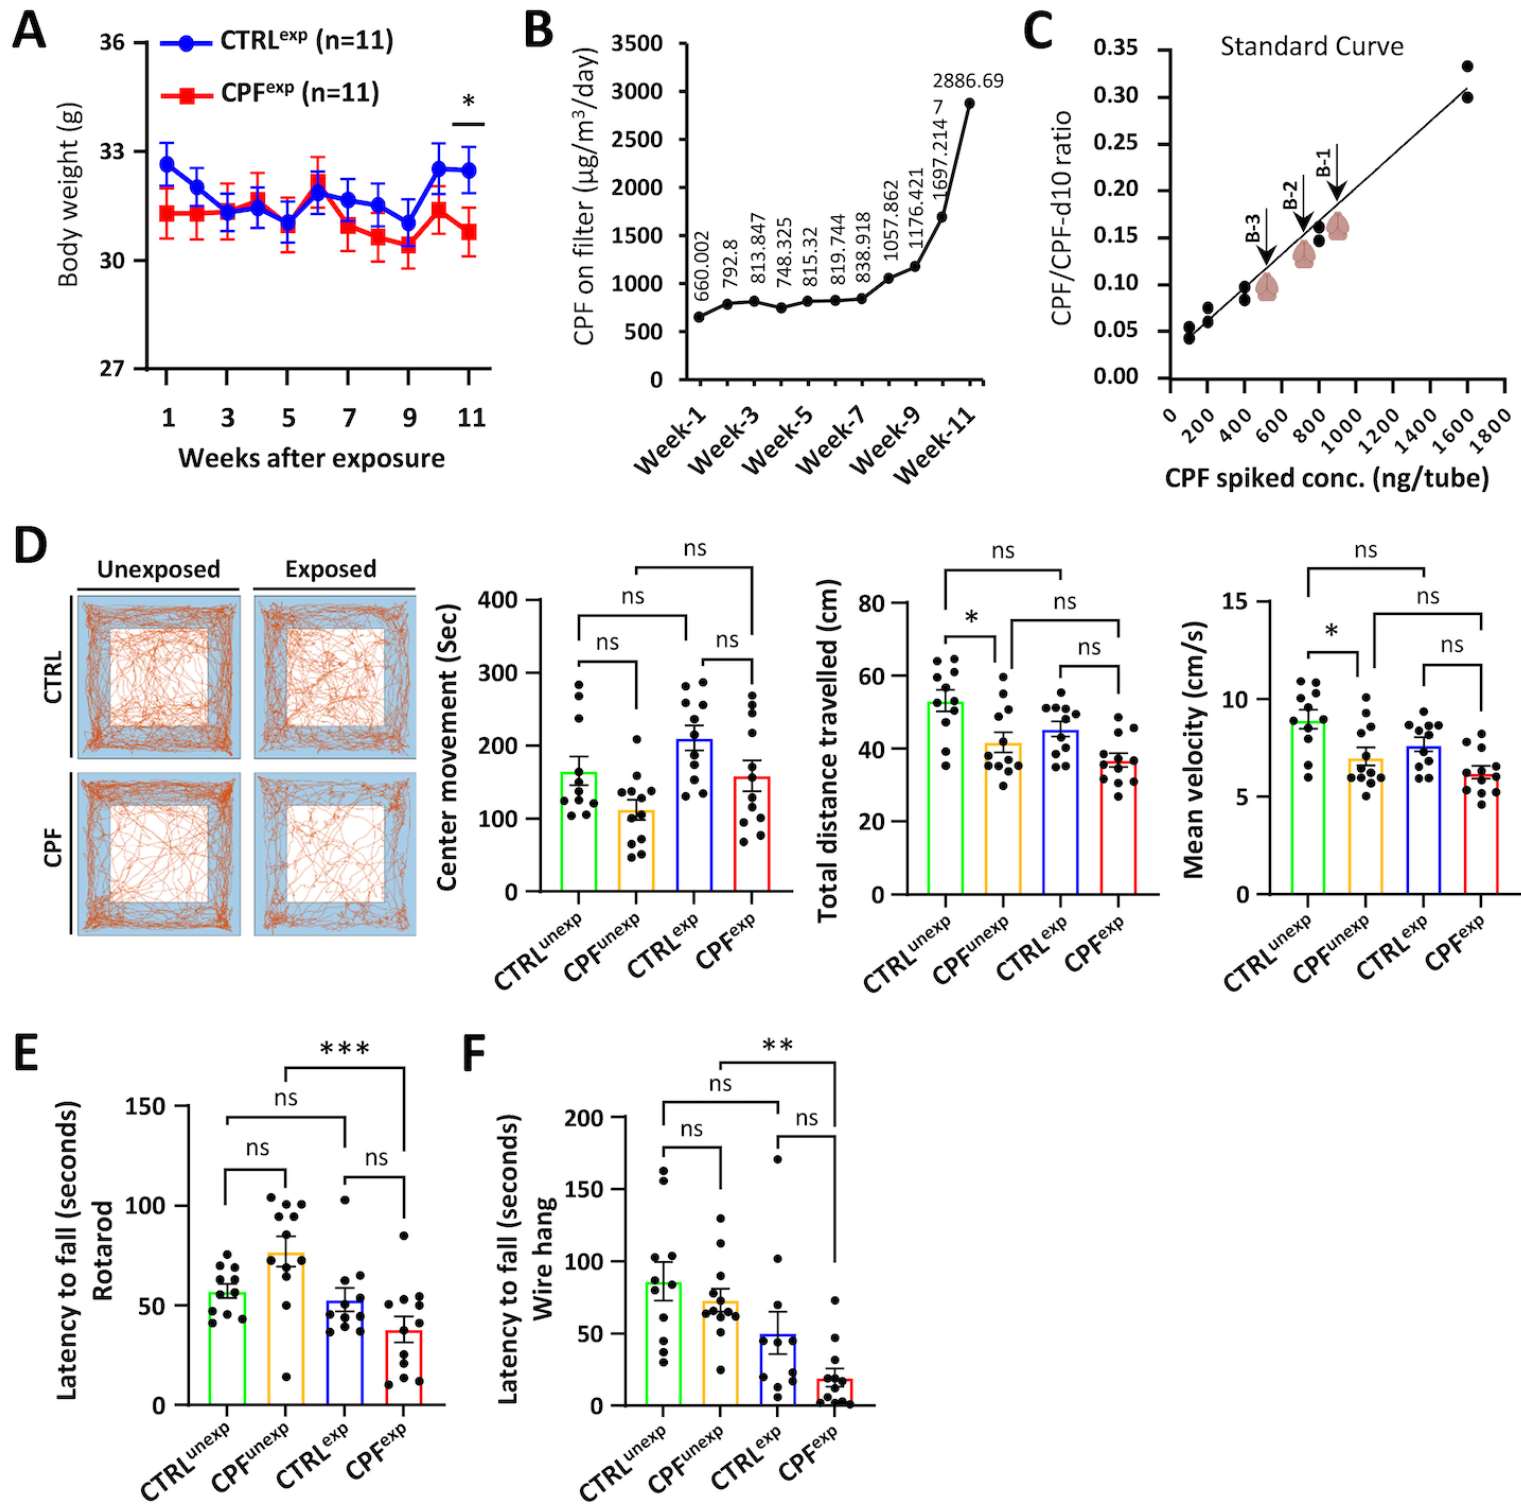 A
36
33
30
27
Body weight (g)
CTRLexp (n=11)
CPFexp (n=11)
*
1 3 5 7 9 11
Weeks after exposure
B
3500
3000
2500
2000
1500
1000
500
0
CPF on filter (µg/m³/day)
660.002
792.8
813.847
748.325
815.32
819.744
838.918
1057.862
1176.421
1697.214
7
2886.69
Week-1
Week-3
Week-5
Week-7
Week-9
Week-11
C
Standard Curve
0.35
0.30
0.25
0.20
0.15
0.10
0.05
0.00
CPF/CPF-d10 ratio
B-3
B-2
B-1
0 200 400 600 800 1000 1200 1400 1600 1800
CPF spiked conc. (ng/tube)
D
Unexposed Exposed
CTRL
CPF
Center movement (Sec)
400
300
200
100
0
ns
ns
ns
ns
CTRLunexp
CPFunexp
CTRLexp
CPFexp
Total distance travelled (cm)
80
60
40
20
0
ns
*
ns
ns
CTRLunexp
CPFunexp
CTRLexp
CPFexp
Mean velocity (cm/s)
15
10
5
0
ns
*
ns
ns
CTRLunexp
CPFunexp
CTRLexp
CPFexp
E
Latency to fall (seconds)
Rotarod
150
100
50
0
***
ns
ns
ns
CTRLunexp
CPFunexp
CTRLexp
CPFexp
F
Latency to fall (seconds)
Wire hang
200
150
100
50
0
**
ns
ns
ns
CTRLunexp
CPFunexp
CTRLexp
CPFexp